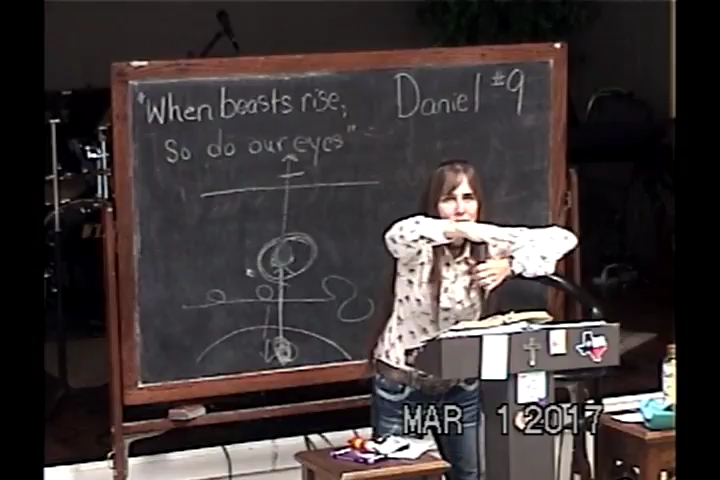 "When beasts rise,
So do our eyes"
Daniel #9
MAR 1 2017